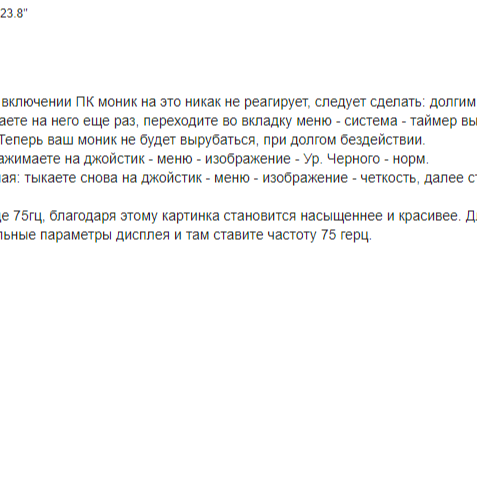 23.8"
включении ПК моник на это никак не реагирует, следует сделать: долгим
аете на него еще раз, переходите во вкладку меню - система - таймер вы
Теперь ваш моник не будет вырубаться, при долгом бездействии.
ажимаете на джойстик - меню - изображение - Ур. Черного - норм.
ая: тыкаете снова на джойстик - меню - изображение - четкость, далее ст
е 75гц, благодаря этому картинка становится насыщеннее и красивее. Д
льные параметры дисплея и там ставите частоту 75 герц.